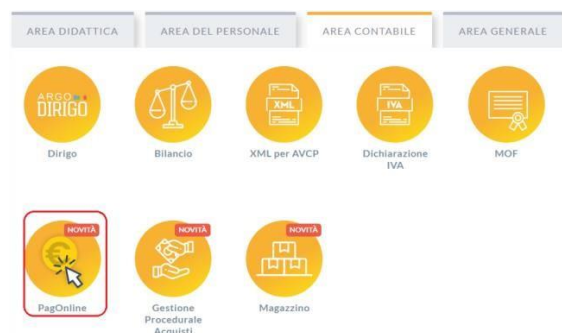 AREA DIDATTICA
AREA DEL PERSONALE
AREA CONTABILE
AREA GENERALE
ARGO
DIRIGO
XML
IVA
Dirigo
Bilancio
XML per AVCP
Dichiarazione
IVA
MOF
NOVITÀ
NOVITÀ
NOVITÀ
€
PagOnline
Gestione
Procedurale
Acquisti
Magazzino